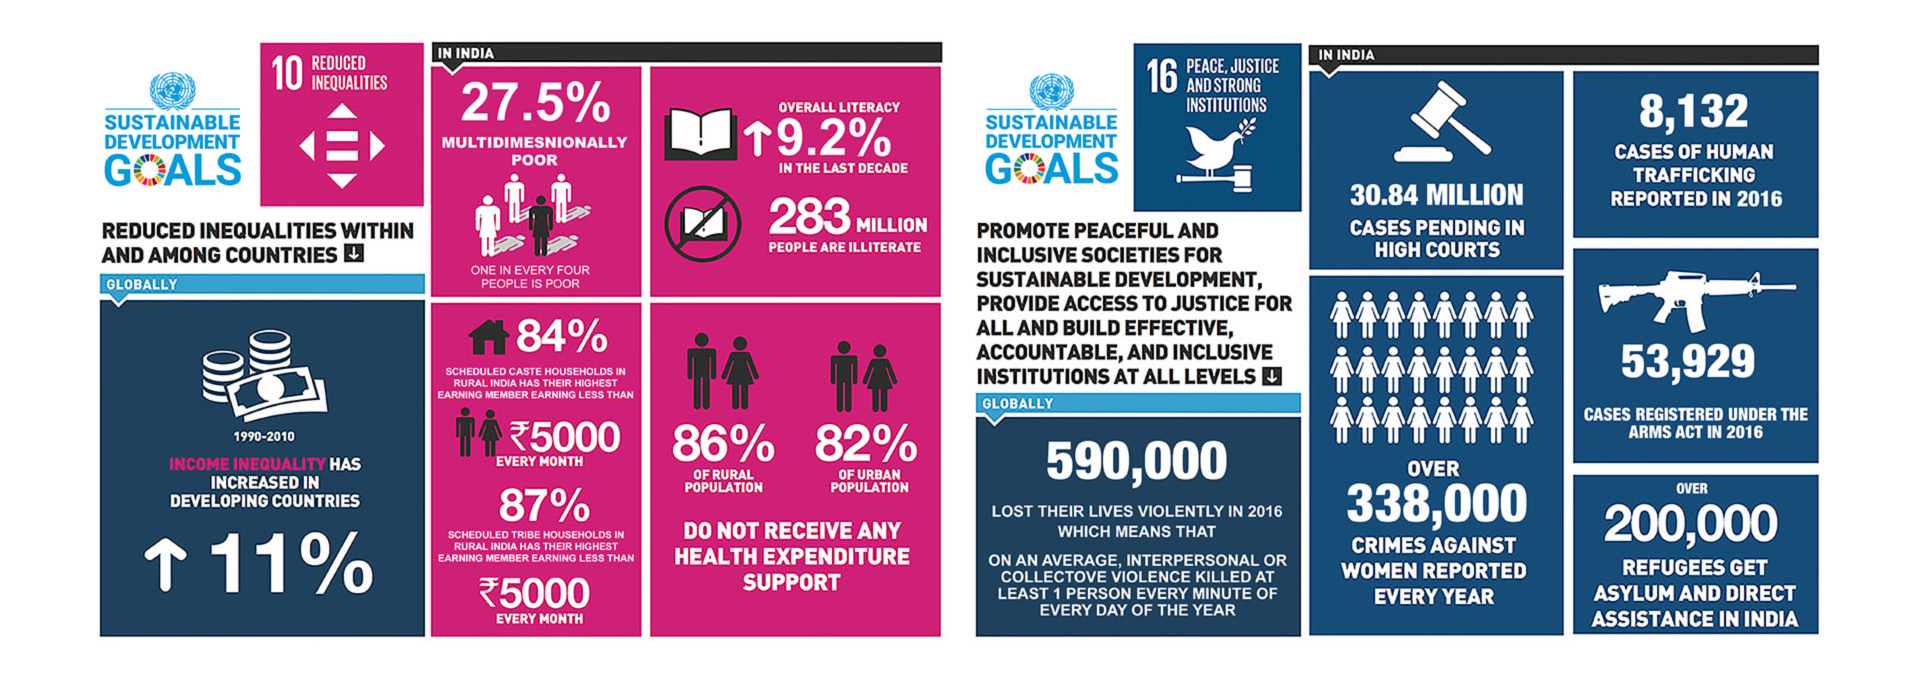 SUSTAINABLE
DEVELOPMENT
GOALS
10 REDUCED
INEQUALITIES
REDUCED INEQUALITIES WITHIN
AND AMONG COUNTRIES
GLOBALLY
1990-2010
INCOME INEQUALITY HAS
INCREASED IN
DEVELOPING COUNTRIES
↑ 11%
IN INDIA
27.5%
MULTIDIMESNIONALLY
POOR
ONE IN EVERY FOUR
PEOPLE IS POOR
OVERALL LITERACY
↑9.2%
IN THE LAST DECADE
283 MILLION
PEOPLE ARE ILLITERATE
84%
SCHEDULED CASTE HOUSEHOLDS IN
RURAL INDIA HAS THEIR HIGHEST
EARNING MEMBER EARNING LESS THAN
₹5000
EVERY MONTH
87%
SCHEDULED TRIBE HOUSEHOLDS IN
RURAL INDIA HAS THEIR HIGHEST
EARNING MEMBER EARNING LESS THAN
₹5000
EVERY MONTH
86%
OF RURAL
POPULATION
82%
OF URBAN
POPULATION
DO NOT RECEIVE ANY
HEALTH EXPENDITURE
SUPPORT
SUSTAINABLE
DEVELOPMENT
GOALS
16 PEACE, JUSTICE
AND STRONG
INSTITUTIONS
PROMOTE PEACEFUL AND
INCLUSIVE SOCIETIES FOR
SUSTAINABLE DEVELOPMENT,
PROVIDE ACCESS TO JUSTICE FOR
ALL AND BUILD EFFECTIVE,
ACCOUNTABLE, AND INCLUSIVE
INSTITUTIONS AT ALL LEVELS
GLOBALLY
590,000
LOST THEIR LIVES VIOLENTLY IN 2016
WHICH MEANS THAT
ON AN AVERAGE, INTERPERSONAL OR
COLLECTOVE VIOLENCE KILLED AT
LEAST 1 PERSON EVERY MINUTE OF
EVERY DAY OF THE YEAR
IN INDIA
30.84 MILLION
CASES PENDING IN
HIGH COURTS
OVER
338,000
CRIMES AGAINST
WOMEN REPORTED
EVERY YEAR
8,132
CASES OF HUMAN
TRAFFICKING
REPORTED IN 2016
53,929
CASES REGISTERED UNDER THE
ARMS ACT IN 2016
OVER
200,000
REFUGEES GET
ASYLUM AND DIRECT
ASSISTANCE IN INDIA